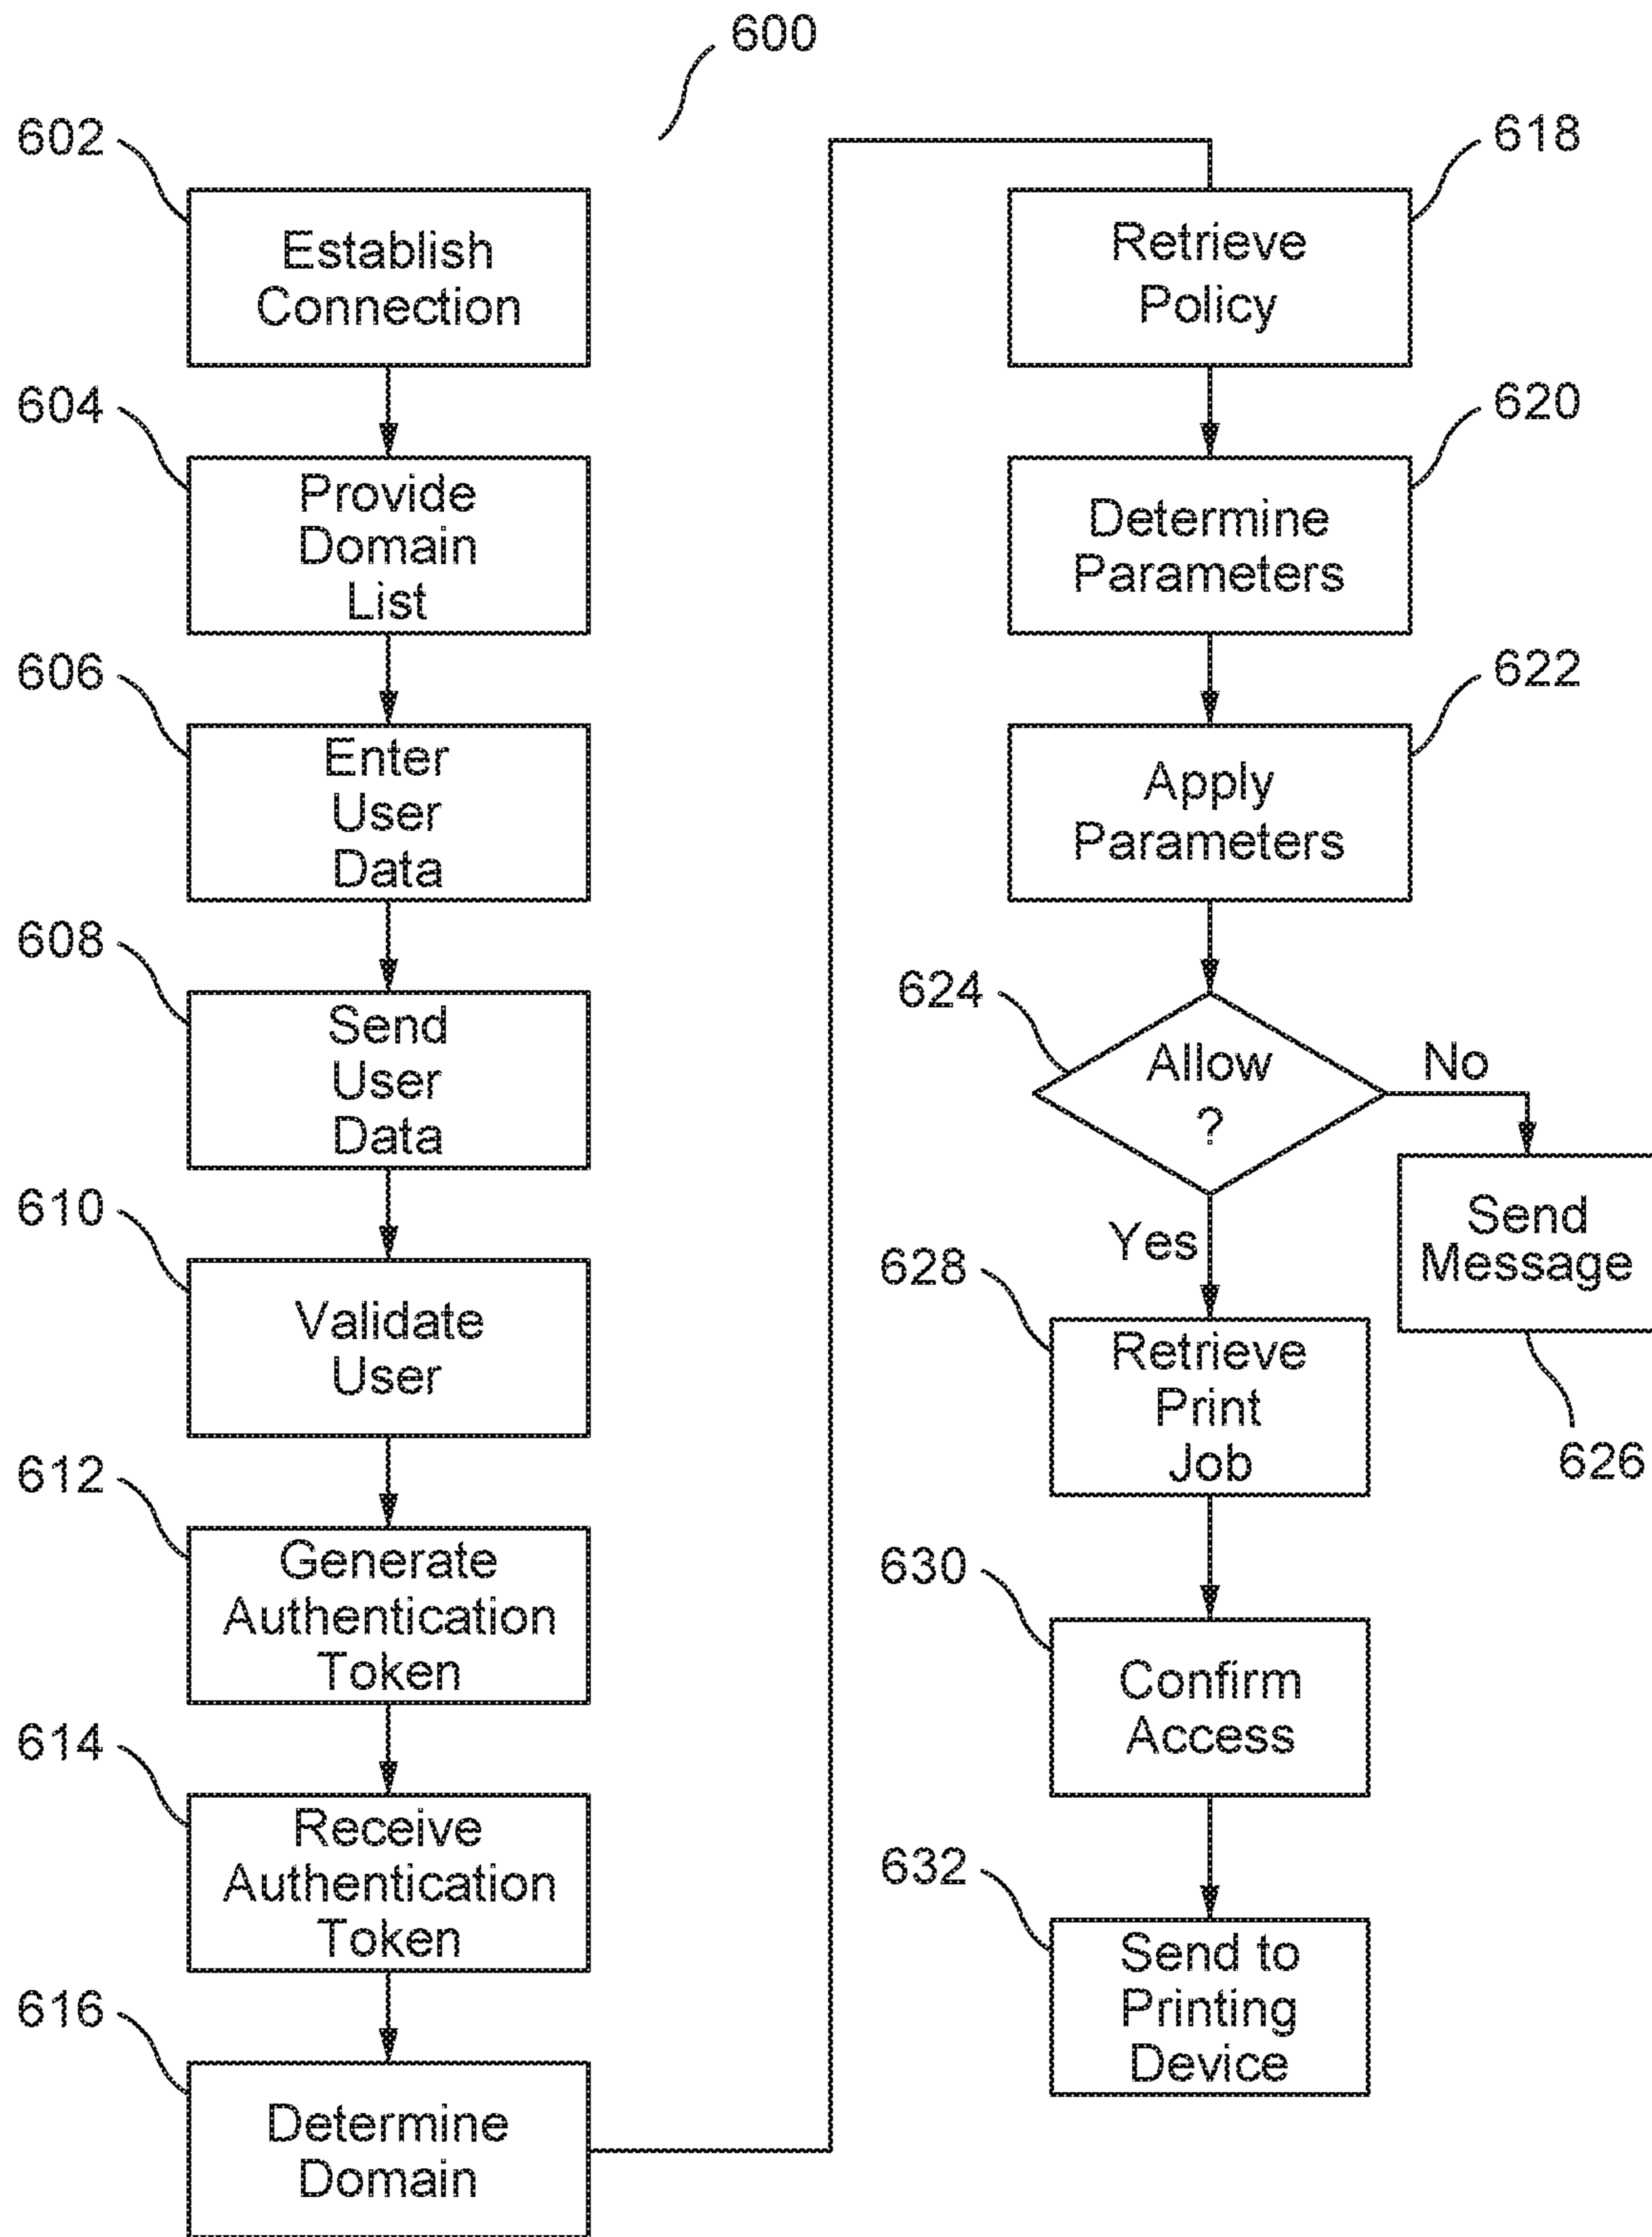 600
602
Establish
Connection
604
Provide
Domain
List
606
Enter
User
Data
608
Send
User
Data
610
Validate
User
612
Generate
Authentication
Token
614
Receive
Authentication
Token
616
Determine
Domain
618
Retrieve
Policy
620
Determine
Parameters
622
Apply
Parameters
624
Allow
?
No
Send
Message
626
Yes
628
Retrieve
Print
Job
630
Confirm
Access
632
Send to
Printing
Device